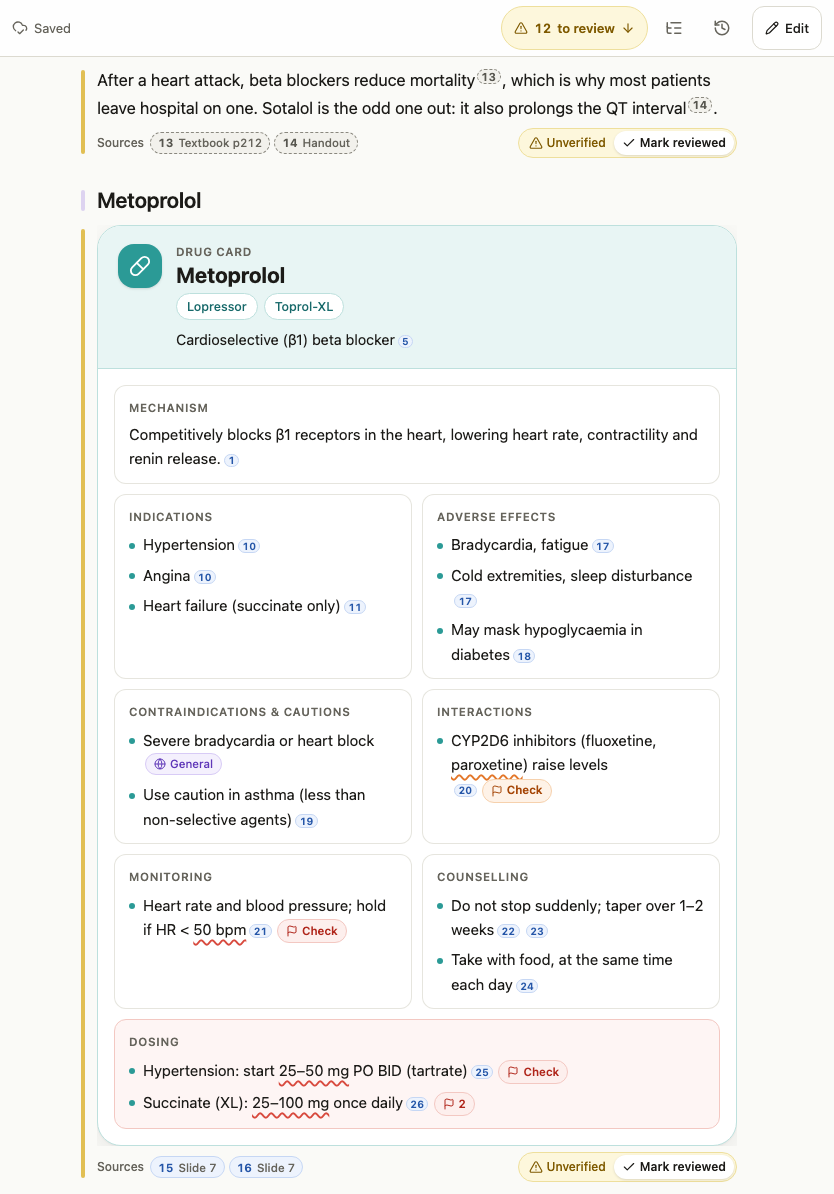 Saved
12 to review ↓
Edit
After a heart attack, beta blockers reduce mortality 13 , which is why most patients
leave hospital on one. Sotalol is the odd one out: it also prolongs the QT interval 14 .
Sources 13 Textbook p212 14 Handout
Unverified ✓ Mark reviewed
Metoprolol
DRUG CARD
Metoprolol
Lopressor Toprol-XL
Cardioselective (β1) beta blocker 5
MECHANISM
Competitively blocks β1 receptors in the heart, lowering heart rate, contractility and
renin release. 1
INDICATIONS
Hypertension 10
Angina 10
Heart failure (succinate only) 11
ADVERSE EFFECTS
Bradycardia, fatigue 17
Cold extremities, sleep disturbance
17
May mask hypoglycaemia in
diabetes 18
CONTRAINDICATIONS & CAUTIONS
Severe bradycardia or heart block
General
Use caution in asthma (less than
non-selective agents) 19
INTERACTIONS
CYP2D6 inhibitors (fluoxetine,
paroxetine) raise levels
20 Check
MONITORING
Heart rate and blood pressure; hold
if HR < 50 bpm 21 Check
COUNSELLING
Do not stop suddenly; taper over 1–2
weeks 22 23
Take with food, at the same time
each day 24
DOSING
Hypertension: start 25–50 mg PO BID (tartrate) 25 Check
Succinate (XL): 25–100 mg once daily 26 2
Sources 15 Slide 7 16 Slide 7
Unverified ✓ Mark reviewed